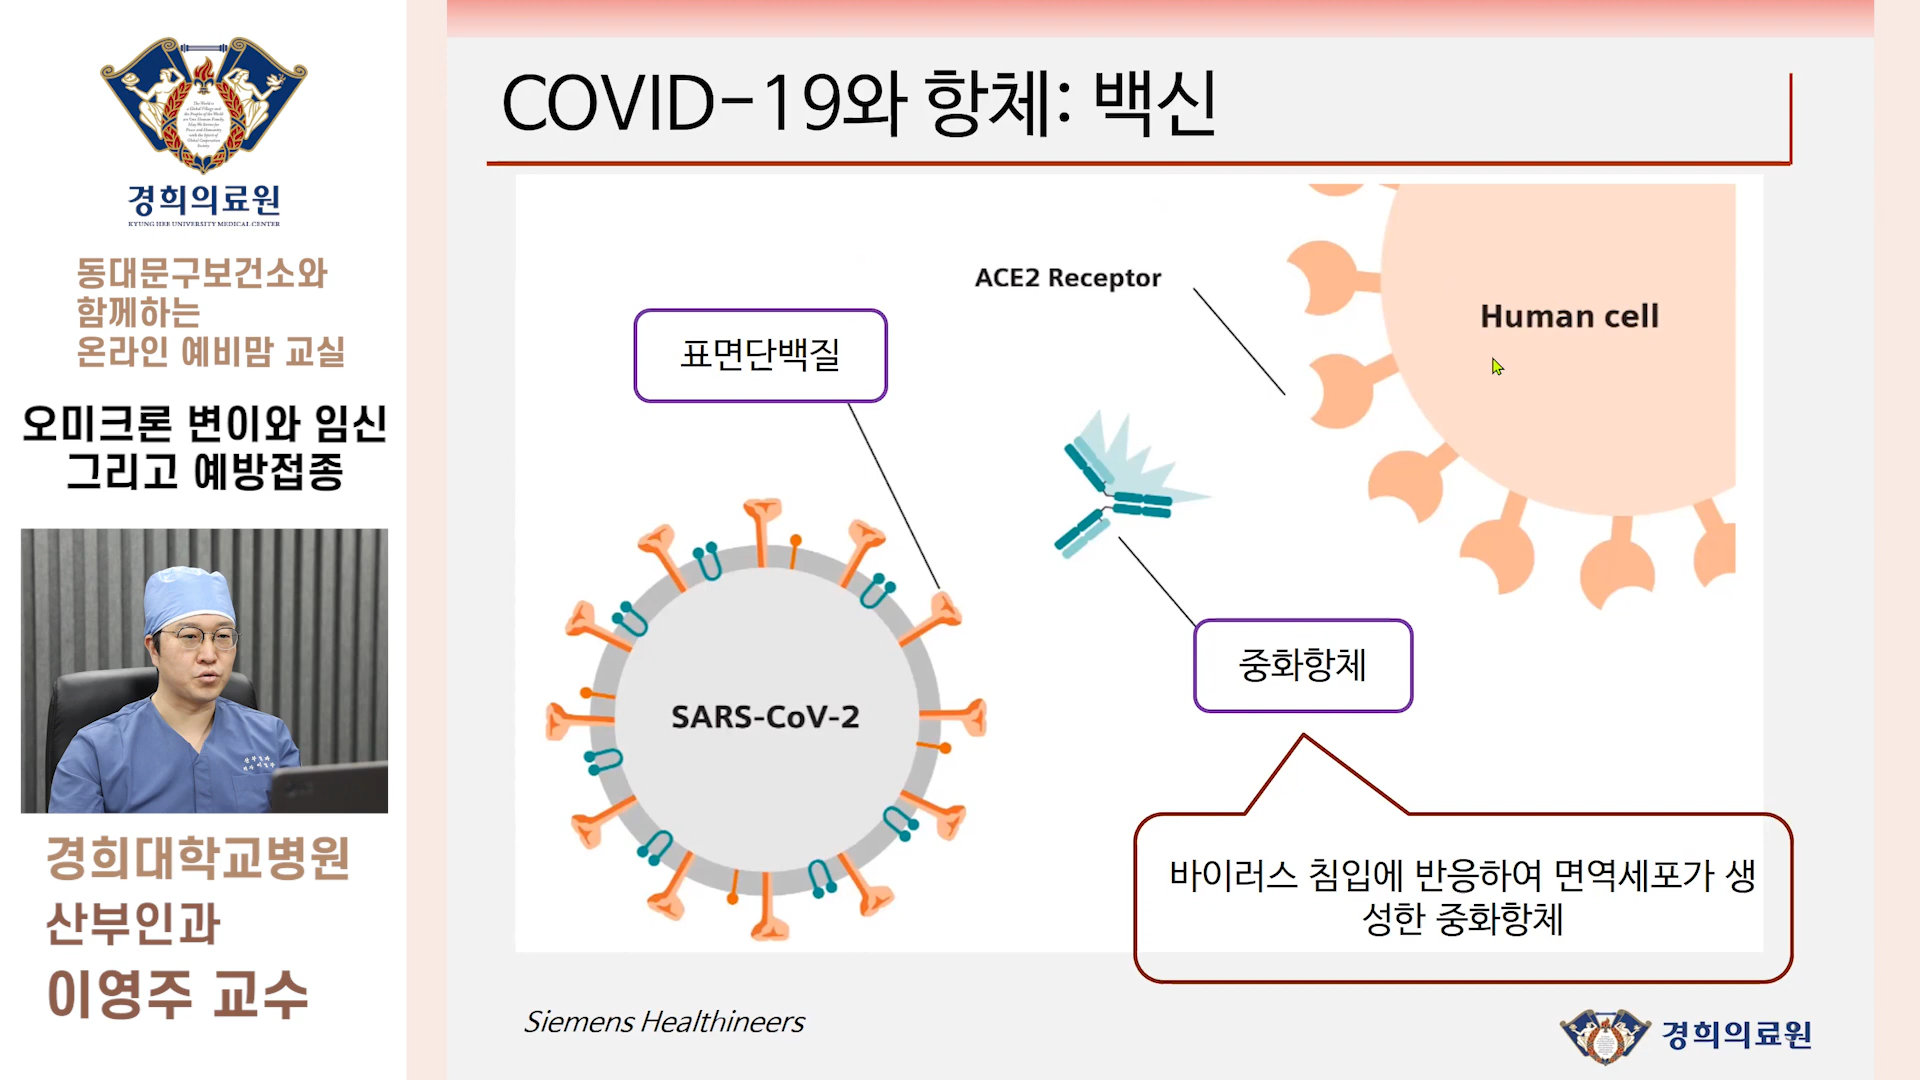 경희의료원
KYUNG HEE UNIVERSITY MEDICAL CENTER
동대문구보건소와
함께하는
온라인 예비맘 교실
오미크론 변이와 임신
그리고 예방접종
경희대학교병원
산부인과
이영주 교수
COVID-19와 항체: 백신
ACE2 Receptor
Human cell
표면단백질
중화항체
SARS-CoV-2
바이러스 침입에 반응하여 면역세포가 생
성한 중화항체
Siemens Healthineers
경희의료원